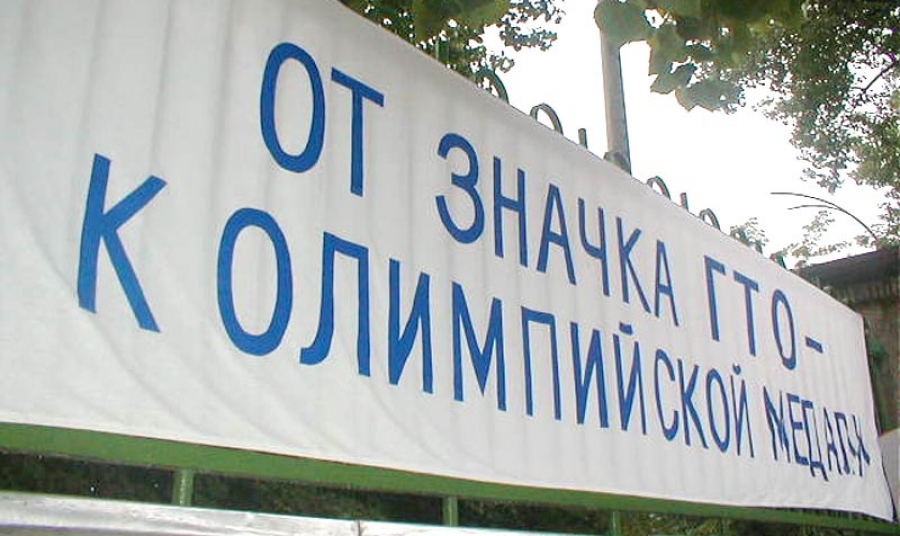 ОТ ЗНАЧКА ГТО –
К ОЛИМПИЙСКОЙ МЕДАЛИ